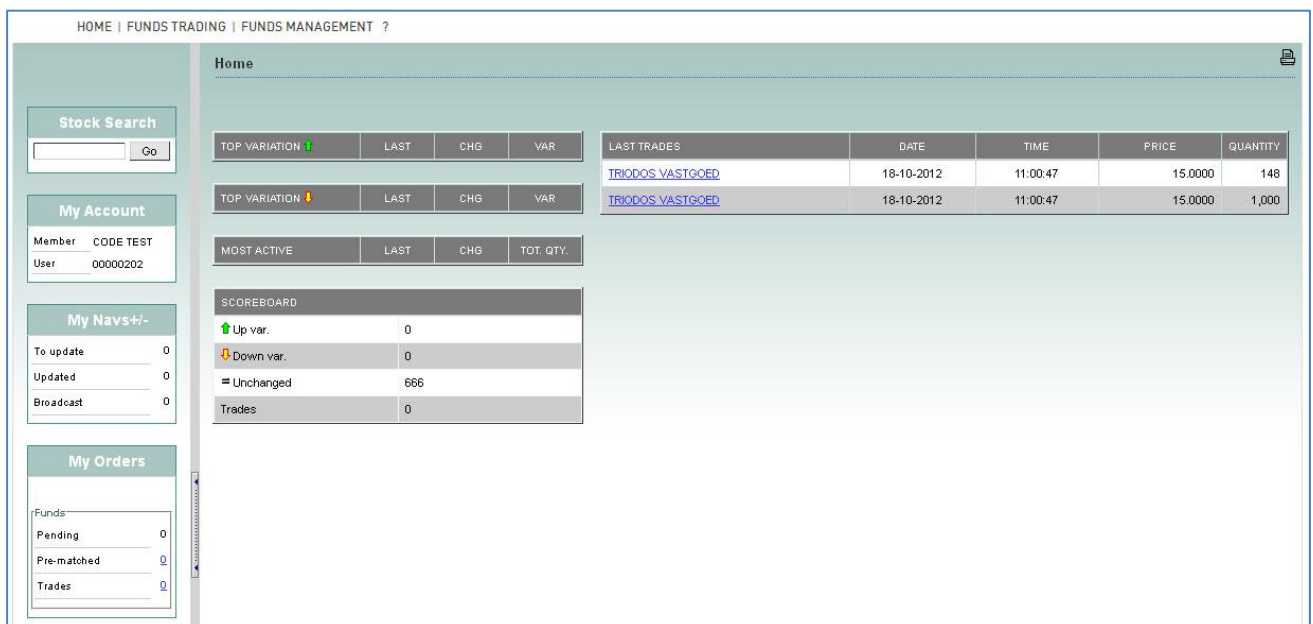 HOME | FUNDS TRADING | FUNDS MANAGEMENT ?
Home
Stock Search
Go
My Account
Member CODE TEST
User 00000202
My Navs+/-
To update 0
Updated 0
Broadcast 0
My Orders
Funds
Pending 0
Pre-matched 0
Trades 0
TOP VARIATION LAST CHG VAR
TOP VARIATION LAST CHG VAR
MOST ACTIVE LAST CHG TOT. QTY.
SCOREBOARD
Up var. 0
Down var. 0
= Unchanged 666
Trades 0
LAST TRADES DATE TIME PRICE QUANTITY
TRIODOS VASTGOED 18-10-2012 11:00:47 15.0000 148
TRIODOS VASTGOED 18-10-2012 11:00:47 15.0000 1,000